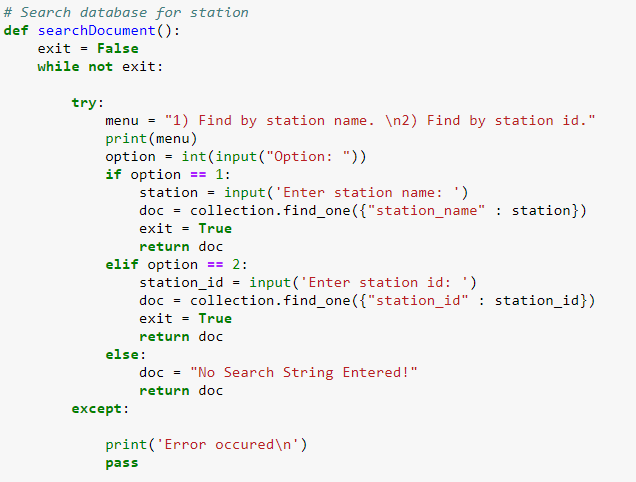 # Search database for station
def searchDocument():
    exit = False
    while not exit:

        try:
            menu = "1) Find by station name. \n2) Find by station id."
            print(menu)
            option = int(input("Option: "))
            if option == 1:
                station = input('Enter station name: ')
                doc = collection.find_one({"station_name" : station})
                exit = True
                return doc
            elif option == 2:
                station_id = input('Enter station id: ')
                doc = collection.find_one({"station_id" : station_id})
                exit = True
                return doc
            else:
                doc = "No Search String Entered!"
                return doc
        except:

            print('Error occured\n')
            pass